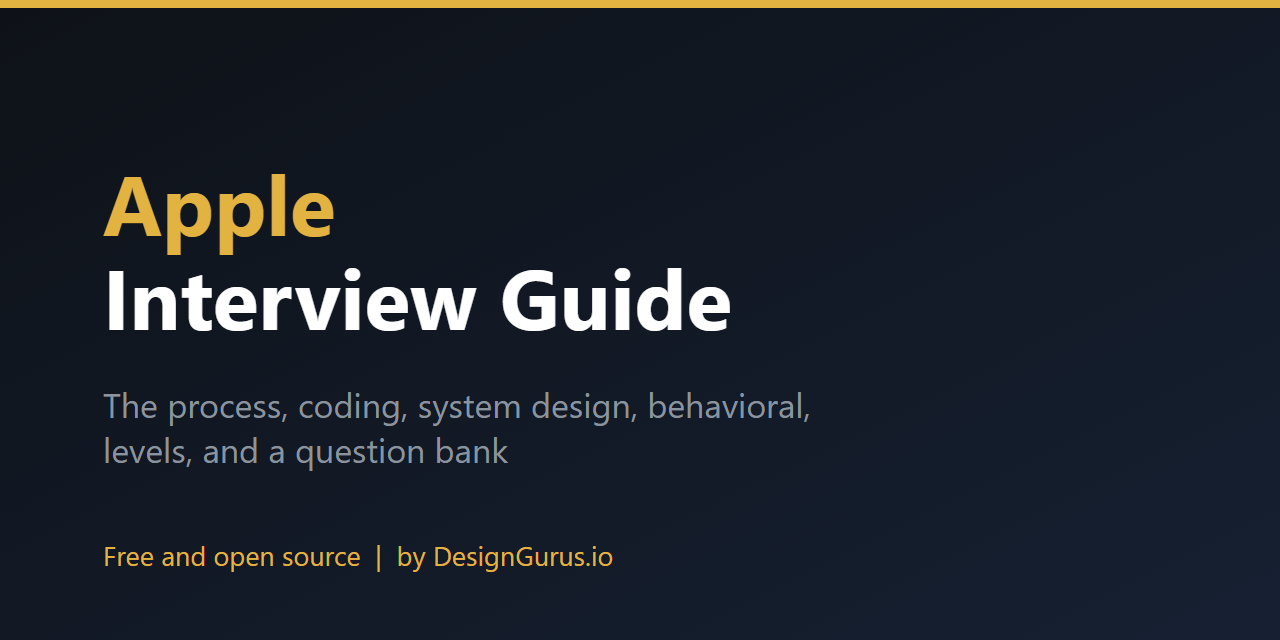 Apple
Interview Guide
The process, coding, system design, behavioral,
levels, and a question bank
Free and open source | by DesignGurus.io